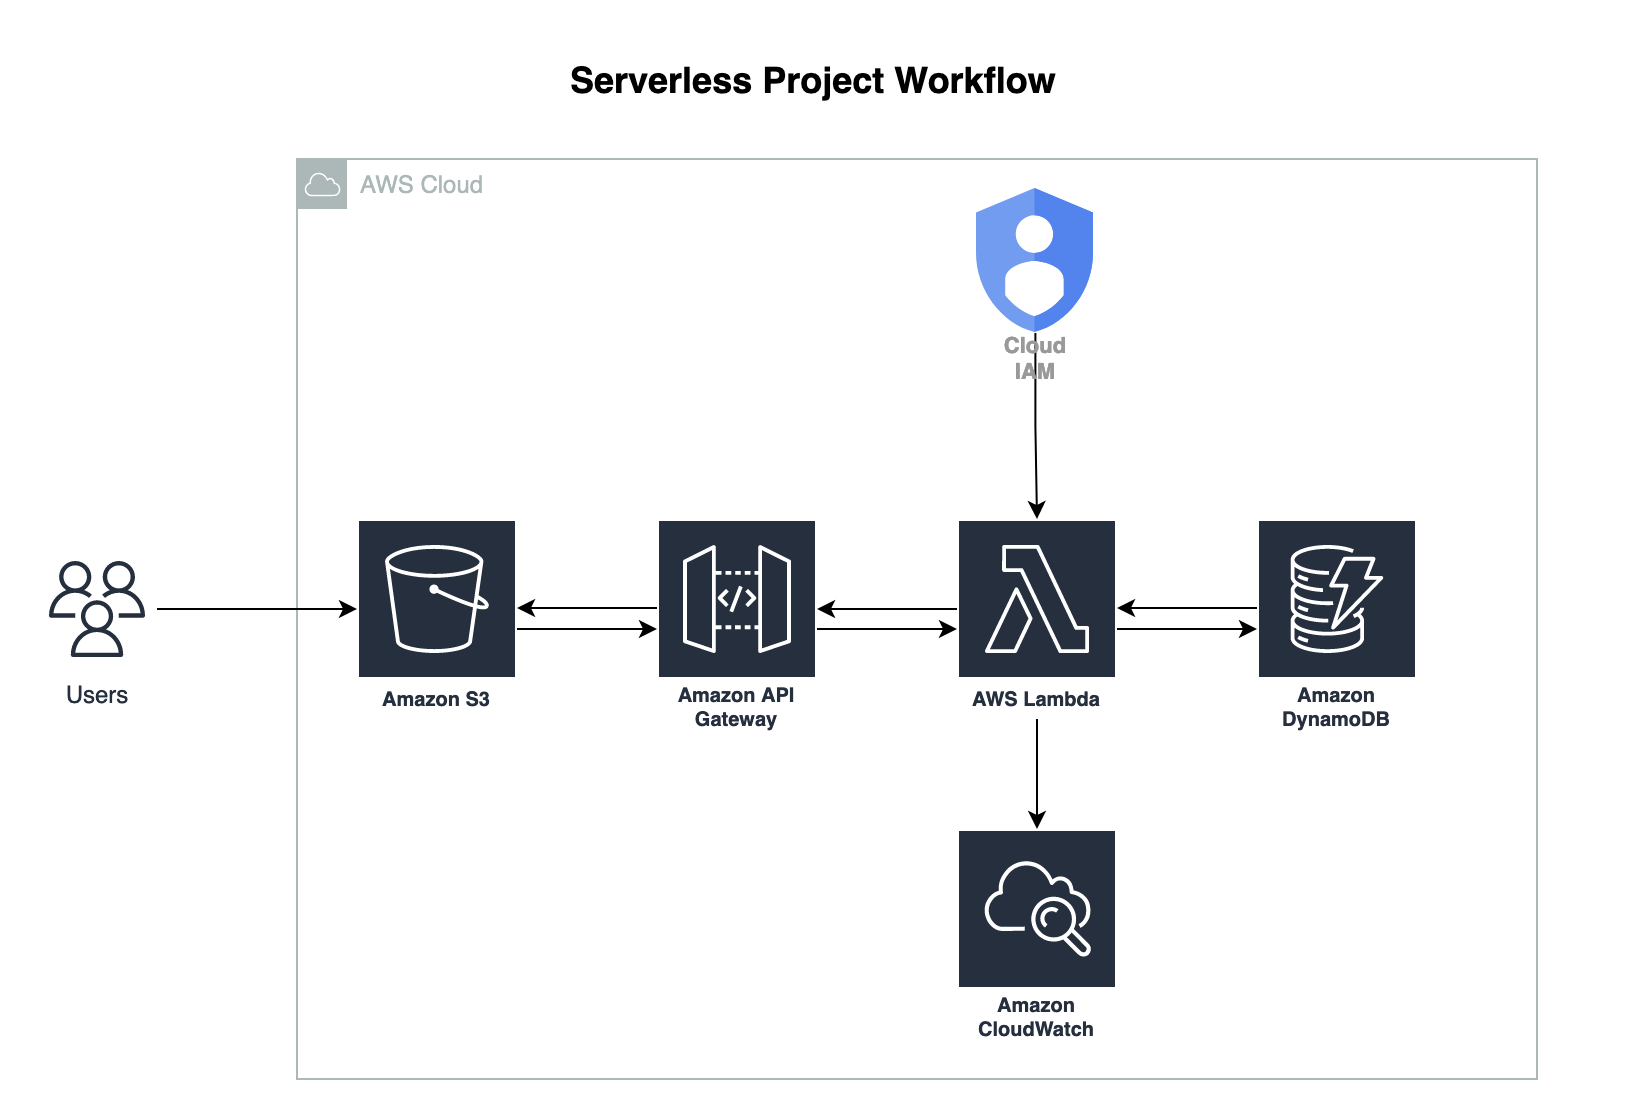 Serverless Project Workflow
AWS Cloud
Cloud
IAM
Users
Amazon S3
Amazon API
Gateway
AWS Lambda
Amazon
DynamoDB
Amazon
CloudWatch